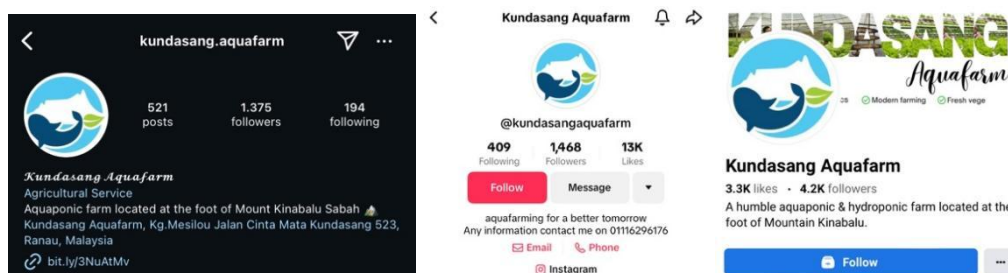 kundasang.aquafarm
521
posts
1.375
followers
194
following
Kundasang Aquafarm
Agricultural Service
Aquaponic farm located at the foot of Mount Kinabalu Sabah
Kundasang Aquafarm, Kg.Mesilou Jalan Cinta Mata Kundasang 523,
Ranau, Malaysia
bit.ly/3NuAtMv
Kundasang Aquafarm
@kundasangaquafarm
409
Following
1,468
Followers
13K
Likes
Follow
Message
aquafarming for a better tomorrow
Any information contact me on 01116296176
Email
Phone
Instagram
KUNDASANG
Aquafarm
Modern farming
Fresh vege
Kundasang Aquafarm
3.3K likes • 4.2K followers
A humble aquaponic & hydroponic farm located at the
foot of Mountain Kinabalu.
Follow